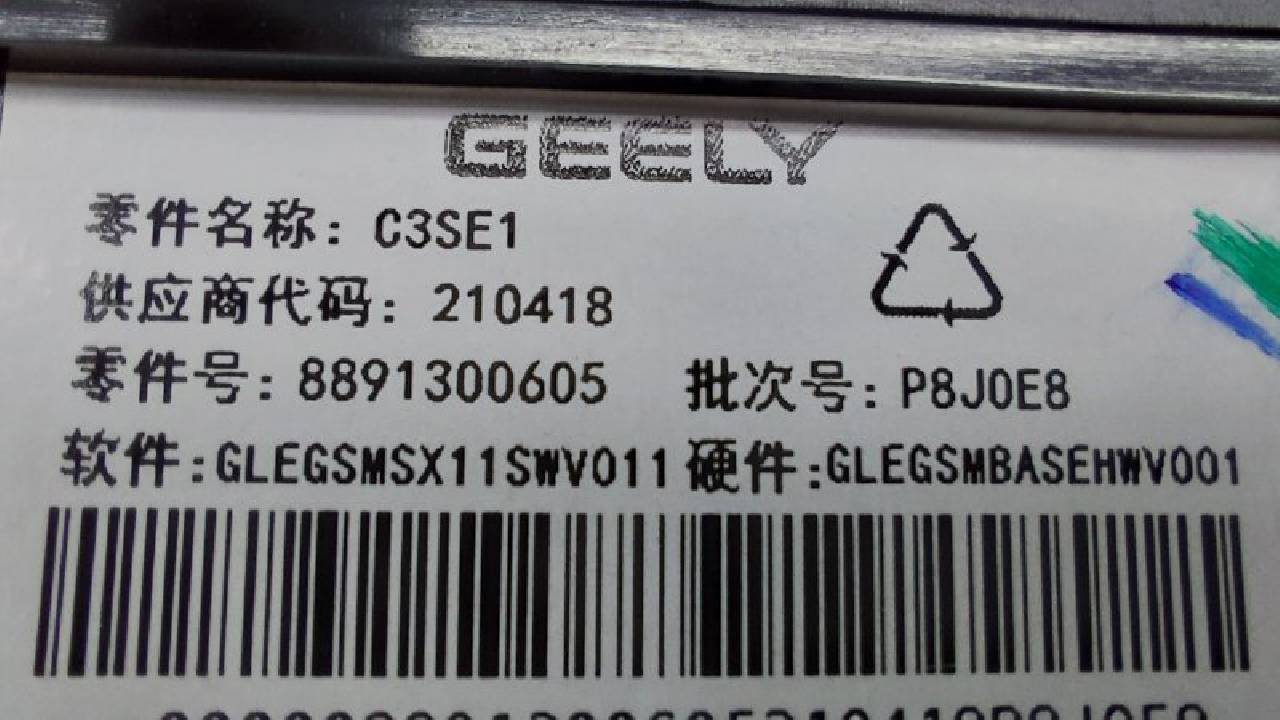 GEELY
零件名称: C3SE1
供应商代码: 210418
零件号: 8891300605 批次号: P8J0E8
软件:GLEGSMSX11SWV011 硬件:GLEGSMBASEHWV001